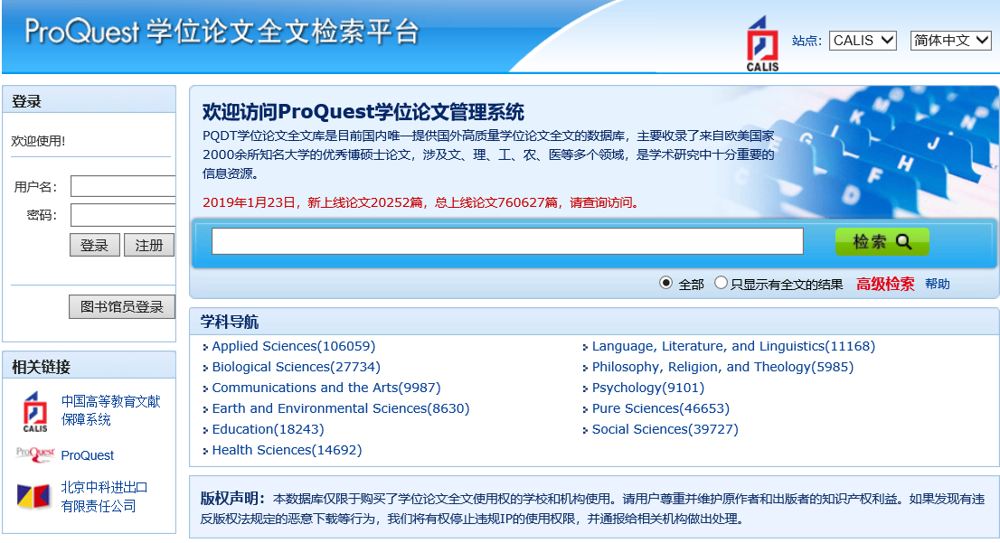 ProQuest 学位论文全文检索平台
CALIS
站点:
CALIS
简体中文
登录
欢迎使用!
用户名:
密码:
登录
注册
图书馆员登录
相关链接
CALIS
中国高等教育文献
保障系统
ProQuest
ProQuest
北京中科进出口
有限责任公司
欢迎访问ProQuest学位论文管理系统
PQDT学位论文全文库是目前国内唯一提供国外高质量学位论文全文的数据库，主要收录了来自欧美国家
2000余所知名大学的优秀博硕士论文，涉及文、理、工、农、医等多个领域，是学术研究中十分重要的
信息资源。
2019年1月23日，新上线论文20252篇，总上线论文760627篇，请查询访问。
K
M
N
G
I
J
H
F
D
检索
全部
只显示有全文的结果
高级检索
帮助
学科导航
Applied Sciences(106059)
Biological Sciences(27734)
Communications and the Arts(9987)
Earth and Environmental Sciences(8630)
Education(18243)
Health Sciences(14692)
Language, Literature, and Linguistics(11168)
Philosophy, Religion, and Theology(5985)
Psychology(9101)
Pure Sciences(46653)
Social Sciences(39727)
版权声明：本数据库仅限于购买了学位论文全文使用权的学校和机构使用。请用户尊重并维护原作者和出版者的知识产权利益。如果发现有违
反版权法规定的恶意下载等行为，我们将有权停止违规IP的使用权限，并通报给相关机构做出处理。